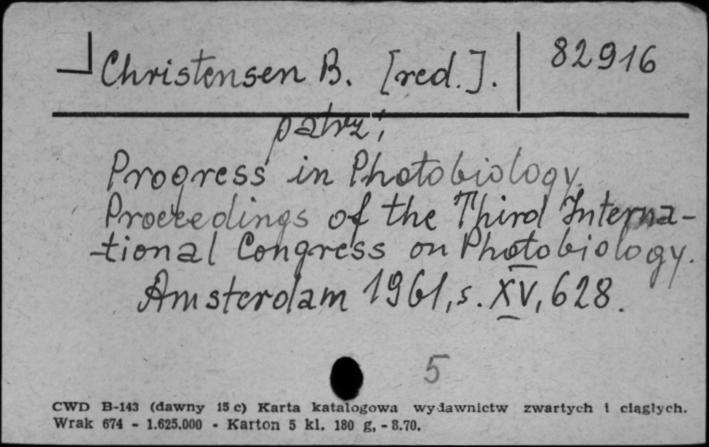 Christensen B. [red.]. 82916
patrz:
Progress in Photobiology.
Proceedings of the Third Interna-
-tional Congress on Photobiology.
Amsterdam 1961, s. XV, 628.
5
CWD B-143 (dawny 15 c) Karta katalogowa wydawnictw zwartych i ciągłych.
Wrak 674 - 1.625.000 - Karton 5 kl. 180 g, - 8.70.